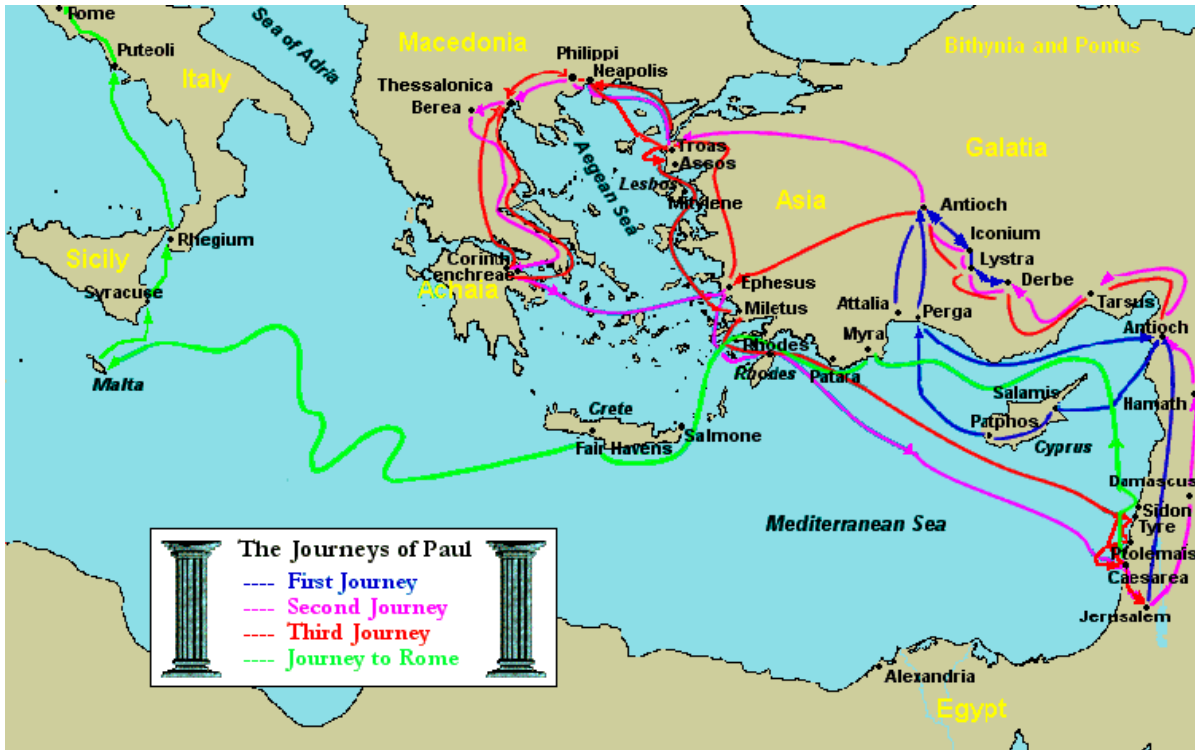 Rome
Puteoli
Italy
Sea of Adria
Macedonia
Philippi
Neapolis
Thessalonica
Berea
Bithynia and Pontus
Galatia
Troas
Assos
Lesbos
Mitylene
Aegean Sea
Asia
Antioch
Iconium
Lystra
Derbe
Rhegium
Sicily
Syracuse
Corinth
Cenchreae
Achaia
Ephesus
Miletus
Attalia
Perga
Tarsus
Antioch
Myra
Rhodes
Rhodes
Patara
Malta
Crete
Fair Havens
Salmone
Salamis
Patphos
Cyprus
Hamath
Damascus
Sidon
Tyre
Ptolemais
Caesarea
Jerusalem
Mediterranean Sea
The Journeys of Paul
---- First Journey
---- Second Journey
---- Third Journey
---- Journey to Rome
Alexandria
Egypt